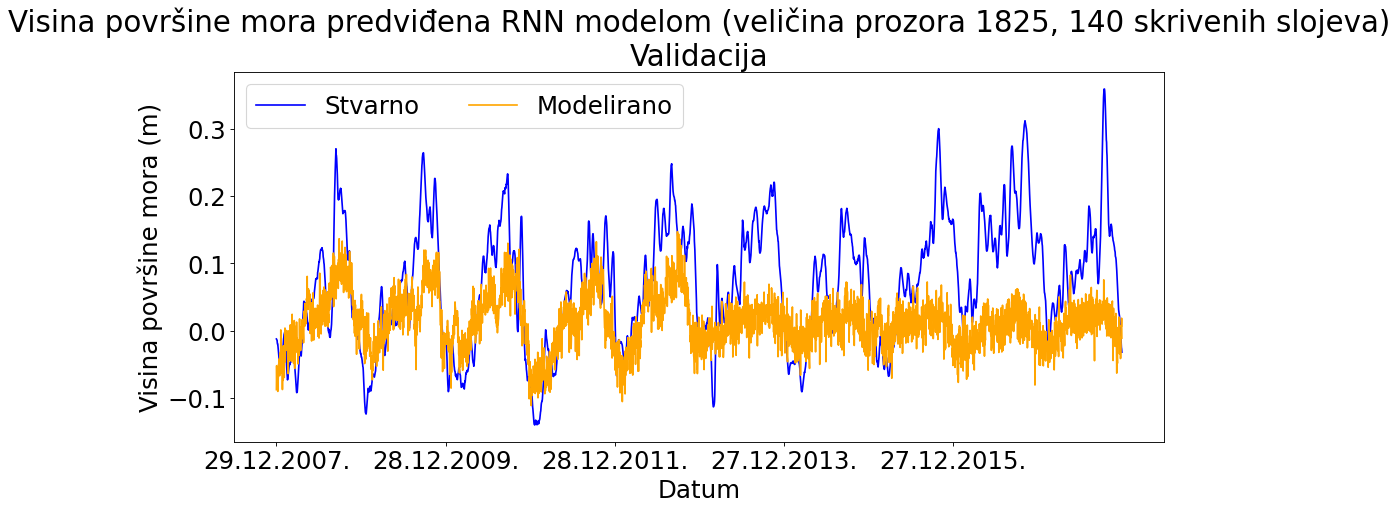 Visina površine mora predviđena RNN modelom (veličina prozora 1825, 140 skrivenih slojeva)
Validacija
Stvarno
Modelirano
Visina površine mora (m)
0.3
0.2
0.1
0.0
−0.1
29.12.2007.
28.12.2009.
28.12.2011.
27.12.2013.
27.12.2015.
Datum